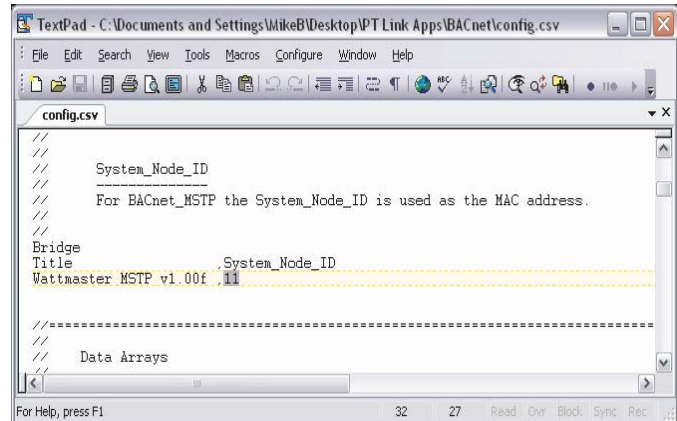 TextPad - C:\Documents and Settings\MikeB\Desktop\PT Link Apps\BACnet\config.csv
File Edit Search View Tools Macros Configure Window Help
config.csv
//
//
// System_Node_ID
// --------------
// For BACnet_MSTP the System_Node_ID is used as the MAC address.
//
//
Bridge
Title ,System_Node_ID
Wattmaster MSTP v1.00f ,11
//==============================================================================
//
// Data Arrays
//
For Help, press F1 32 27 Read Ovr Block Sync Rec